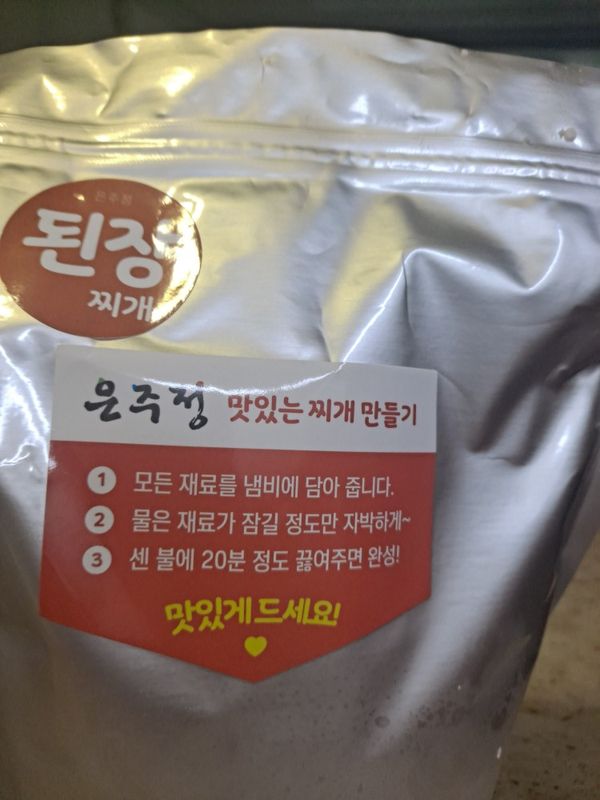 은주정
된장
찌개
은주정 맛있는 찌개 만들기
1 모든 재료를 냄비에 담아 줍니다.
2 물은 재료가 잠길 정도만 자박하게~
3 센 불에 20분 정도 끓여주면 완성!
맛있게 드세요!